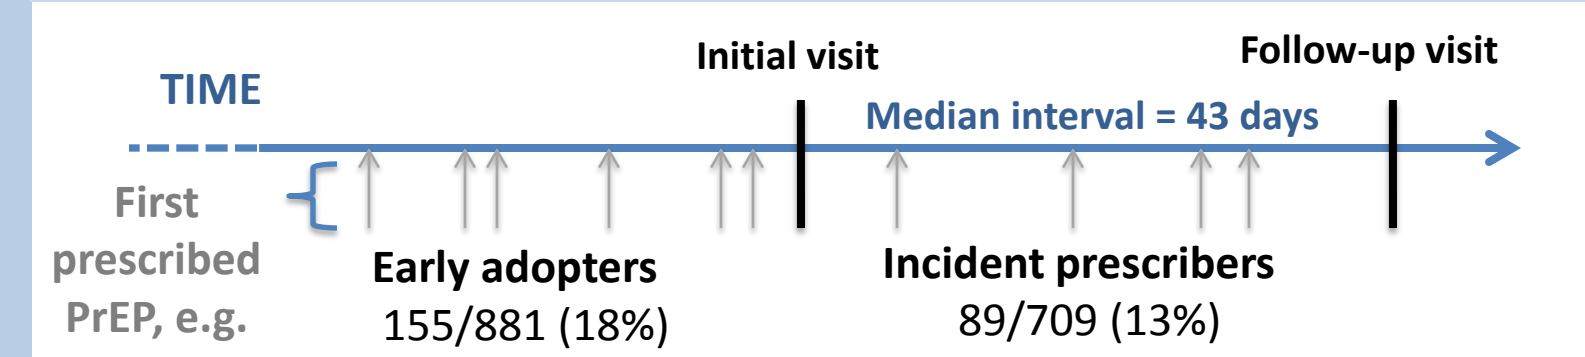 Initial visit
Follow-up visit
TIME
Median interval = 43 days
First
prescribed
PrEP, e.g.
Early adopters
155/881 (18%)
Incident prescribers
89/709 (13%)